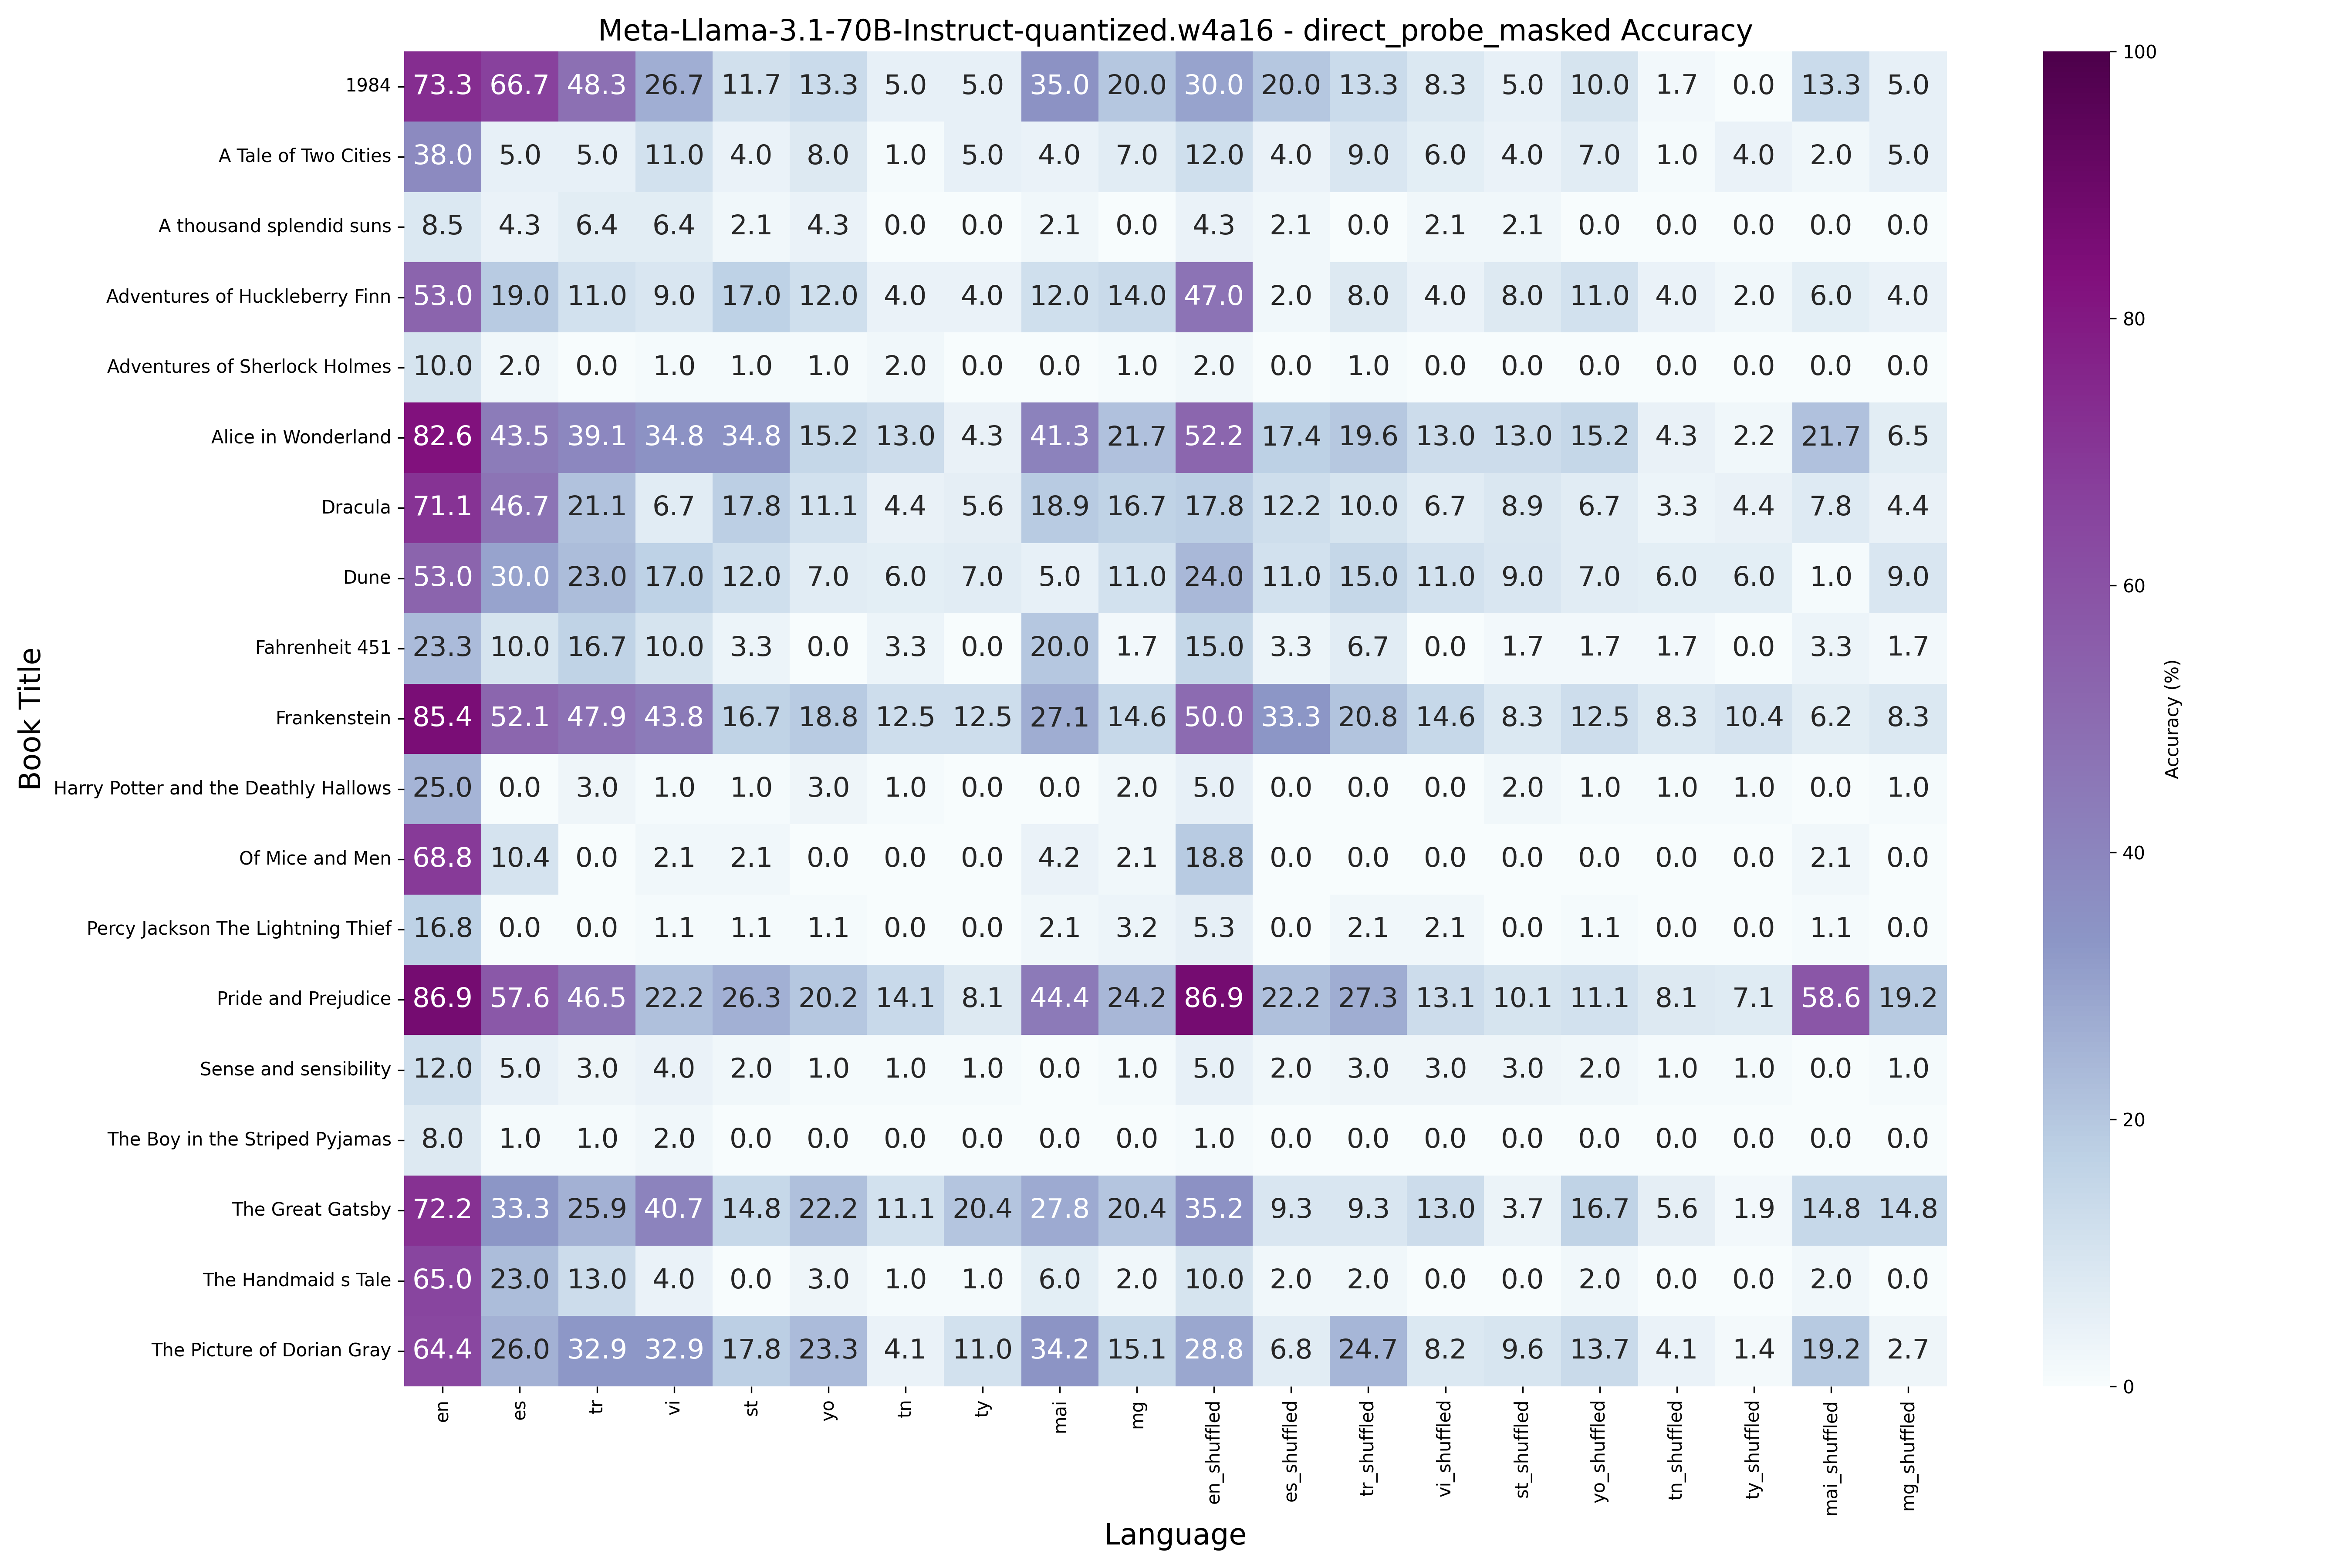 Meta-Llama-3.1-70B-Instruct-quantized.w4a16 - direct_probe_masked Accuracy
1984 73.3 66.7 48.3 26.7 11.7 13.3 5.0 5.0 35.0 20.0 30.0 20.0 13.3 8.3 5.0 10.0 1.7 0.0 13.3 5.0
A Tale of Two Cities 38.0 5.0 5.0 11.0 4.0 8.0 1.0 5.0 4.0 7.0 12.0 4.0 9.0 6.0 4.0 7.0 1.0 4.0 2.0 5.0
A thousand splendid suns 8.5 4.3 6.4 6.4 2.1 4.3 0.0 0.0 2.1 0.0 4.3 2.1 0.0 2.1 2.1 0.0 0.0 0.0 0.0 0.0
Adventures of Huckleberry Finn 53.0 19.0 11.0 9.0 17.0 12.0 4.0 4.0 12.0 14.0 47.0 2.0 8.0 4.0 8.0 11.0 4.0 2.0 6.0 4.0
Adventures of Sherlock Holmes 10.0 2.0 0.0 1.0 1.0 1.0 2.0 0.0 0.0 1.0 2.0 0.0 1.0 0.0 0.0 0.0 0.0 0.0 0.0 0.0
Alice in Wonderland 82.6 43.5 39.1 34.8 34.8 15.2 13.0 4.3 41.3 21.7 52.2 17.4 19.6 13.0 13.0 15.2 4.3 2.2 21.7 6.5
Dracula 71.1 46.7 21.1 6.7 17.8 11.1 4.4 5.6 18.9 16.7 17.8 12.2 10.0 6.7 8.9 6.7 3.3 4.4 7.8 4.4
Dune 53.0 30.0 23.0 17.0 12.0 7.0 6.0 7.0 5.0 11.0 24.0 11.0 15.0 11.0 9.0 7.0 6.0 6.0 1.0 9.0
Fahrenheit 451 23.3 10.0 16.7 10.0 3.3 0.0 3.3 0.0 20.0 1.7 15.0 3.3 6.7 0.0 1.7 1.7 1.7 0.0 3.3 1.7
Frankenstein 85.4 52.1 47.9 43.8 16.7 18.8 12.5 12.5 27.1 14.6 50.0 33.3 20.8 14.6 8.3 12.5 8.3 10.4 6.2 8.3
Harry Potter and the Deathly Hallows 25.0 0.0 3.0 1.0 1.0 3.0 1.0 0.0 0.0 2.0 5.0 0.0 0.0 0.0 2.0 1.0 1.0 1.0 0.0 1.0
Of Mice and Men 68.8 10.4 0.0 2.1 2.1 0.0 0.0 0.0 4.2 2.1 18.8 0.0 0.0 0.0 0.0 0.0 0.0 0.0 2.1 0.0
Percy Jackson The Lightning Thief 16.8 0.0 0.0 1.1 1.1 1.1 0.0 0.0 2.1 3.2 5.3 0.0 2.1 2.1 0.0 1.1 0.0 0.0 1.1 0.0
Pride and Prejudice 86.9 57.6 46.5 22.2 26.3 20.2 14.1 8.1 44.4 24.2 86.9 22.2 27.3 13.1 10.1 11.1 8.1 7.1 58.6 19.2
Sense and sensibility 12.0 5.0 3.0 4.0 2.0 1.0 1.0 1.0 0.0 1.0 5.0 2.0 3.0 3.0 3.0 2.0 1.0 1.0 0.0 1.0
The Boy in the Striped Pyjamas 8.0 1.0 1.0 2.0 0.0 0.0 0.0 0.0 0.0 0.0 1.0 0.0 0.0 0.0 0.0 0.0 0.0 0.0 0.0 0.0
The Great Gatsby 72.2 33.3 25.9 40.7 14.8 22.2 11.1 20.4 27.8 20.4 35.2 9.3 9.3 13.0 3.7 16.7 5.6 1.9 14.8 14.8
The Handmaid s Tale 65.0 23.0 13.0 4.0 0.0 3.0 1.0 1.0 6.0 2.0 10.0 2.0 2.0 0.0 0.0 2.0 0.0 0.0 2.0 0.0
The Picture of Dorian Gray 64.4 26.0 32.9 32.9 17.8 23.3 4.1 11.0 34.2 15.1 28.8 6.8 24.7 8.2 9.6 13.7 4.1 1.4 19.2 2.7
en es tr vi st yo tn ty mai mg en_shuffled es_shuffled tr_shuffled vi_shuffled st_shuffled yo_shuffled tn_shuffled ty_shuffled mai_shuffled mg_shuffled
Language
Book Title
100
80
60
40
20
0
Accuracy (%)